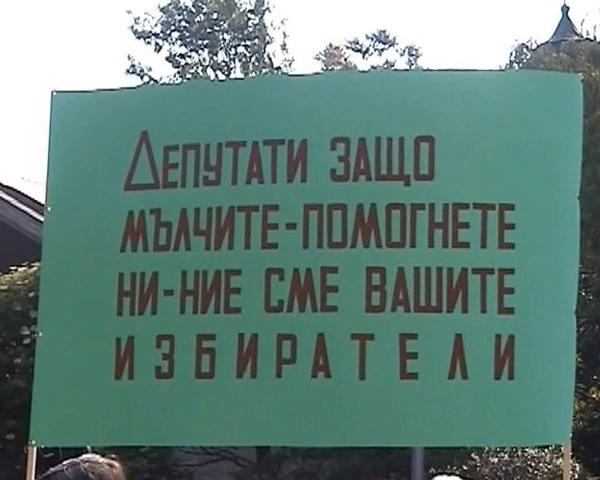 ДЕПУТАТИ ЗАЩО
МЪЛЧИТЕ-ПОМОГНЕТЕ
НИ-НИЕ СМЕ ВАШИТЕ
ИЗБИРАТЕЛИ